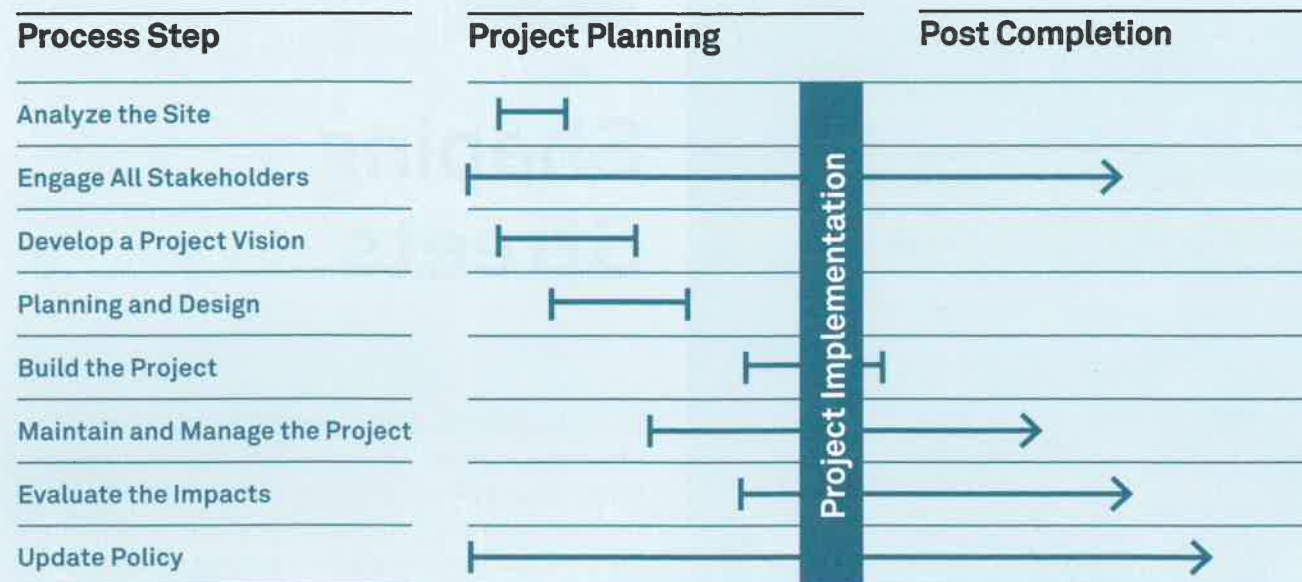 Process Step
Project Planning
Post Completion
Analyze the Site
Engage All Stakeholders
Develop a Project Vision
Planning and Design
Build the Project
Maintain and Manage the Project
Evaluate the Impacts
Update Policy
Project Implementation